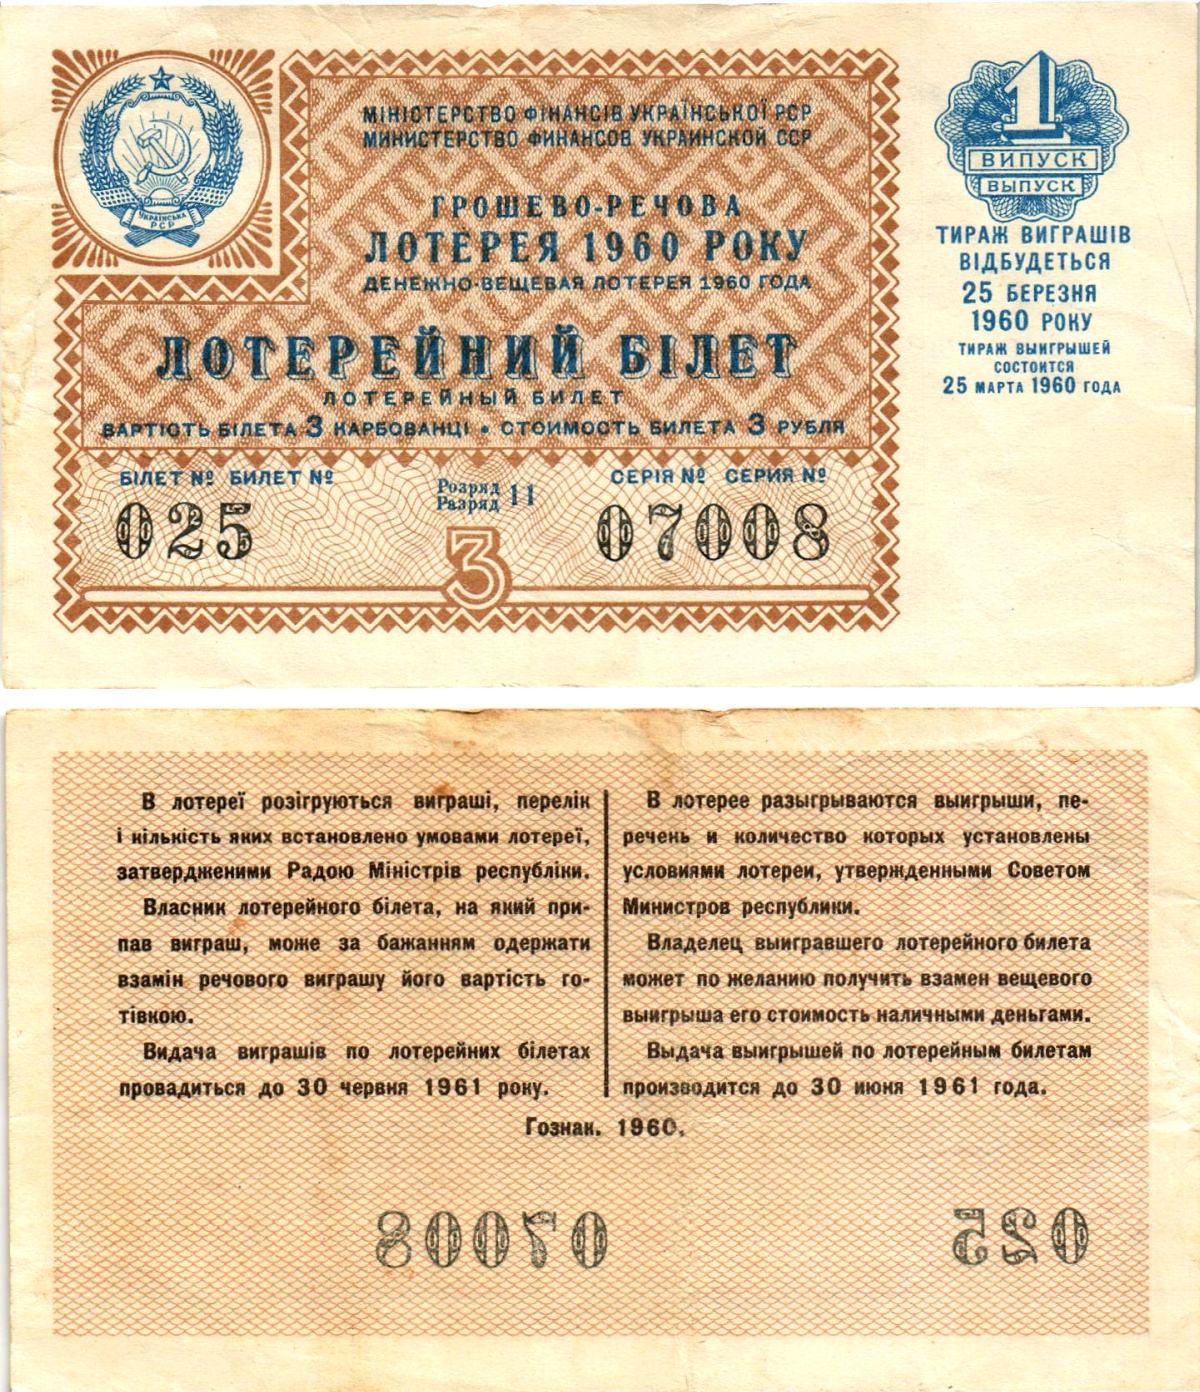 УКРАЇНСЬКА
РСР
МІНІСТЕРСТВО ФІНАНСІВ УКРАЇНСЬКОЇ РСР
МИНИСТЕРСТВО ФИНАНСОВ УКРАИНСКОЙ ССР
ГРОШЕВО-РЕЧОВА
ЛОТЕРЕЯ 1960 РОКУ
ДЕНЕЖНО-ВЕЩЕВАЯ ЛОТЕРЕЯ 1960 ГОДА
ЛОТЕРЕЙНИЙ БІЛЕТ
ЛОТЕРЕЙНЫЙ БИЛЕТ
ВАРТІСТЬ БІЛЕТА 3 КАРБОВАНЦІ • СТОИМОСТЬ БИЛЕТА 3 РУБЛЯ
БІЛЕТ № БИЛЕТ №
025
Розряд
Разряд 11
СЕРІЯ № СЕРИЯ №
07008
3
1
ВИПУСК
ВЫПУСК
ТИРАЖ ВИГРАШІВ
ВІДБУДЕТЬСЯ
25 БЕРЕЗНЯ
1960 РОКУ
ТИРАЖ ВЫИГРЫШЕЙ
СОСТОИТСЯ
25 МАРТА 1960 ГОДА
В лотереї розігруються виграші, перелік
і кількість яких встановлено умовами лотереї,
затвердженими Радою Міністрів республіки.
Власник лотерейного білета, на який при-
пав виграш, може за бажанням одержати
взамін речового виграшу його вартість го-
тівкою.
Видача виграшів по лотерейних білетах
провадиться до 30 червня 1961 року.
В лотерее разыгрываются выигрыши, пе-
речень и количество которых установлены
условиями лотереи, утвержденными Советом
Министров республики.
Владелец выигравшего лотерейного билета
может по желанию получить взамен вещевого
выигрыша его стоимость наличными деньгами.
Выдача выигрышей по лотерейным билетам
производится до 30 июня 1961 года.
Гознак. 1960.
07008
025